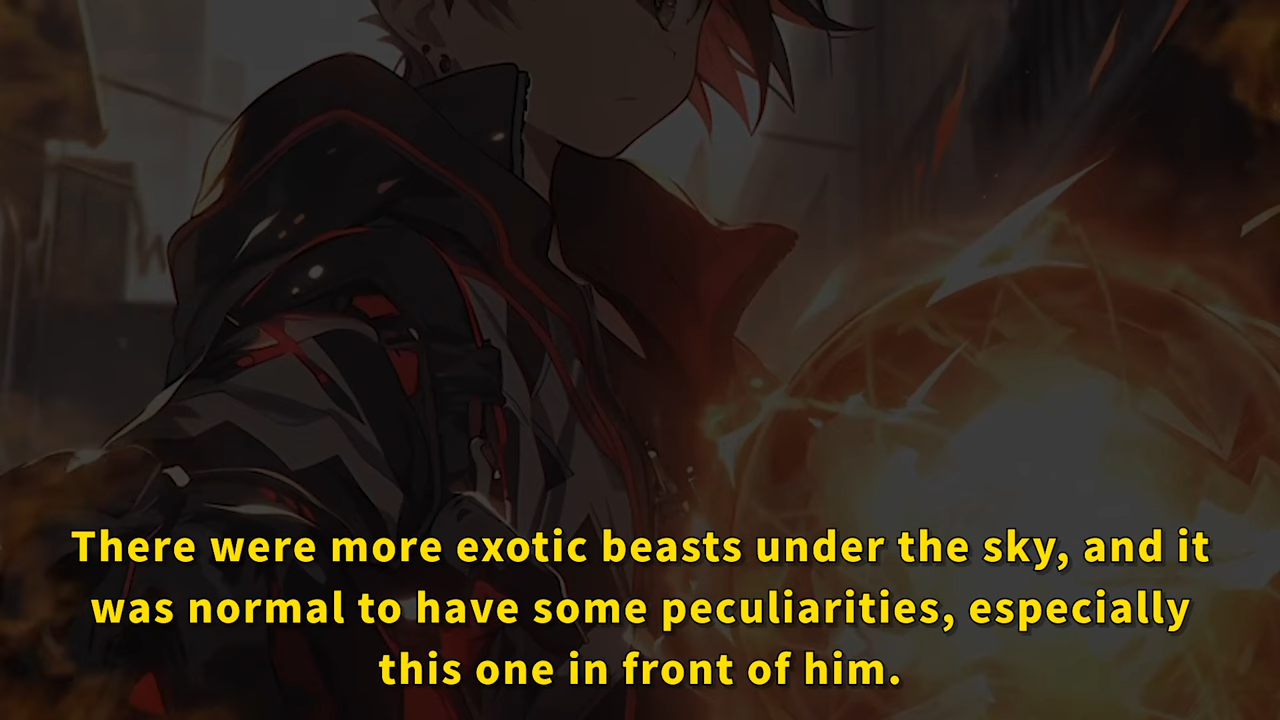 There were more exotic beasts under the sky, and it
was normal to have some peculiarities, especially
this one in front of him.